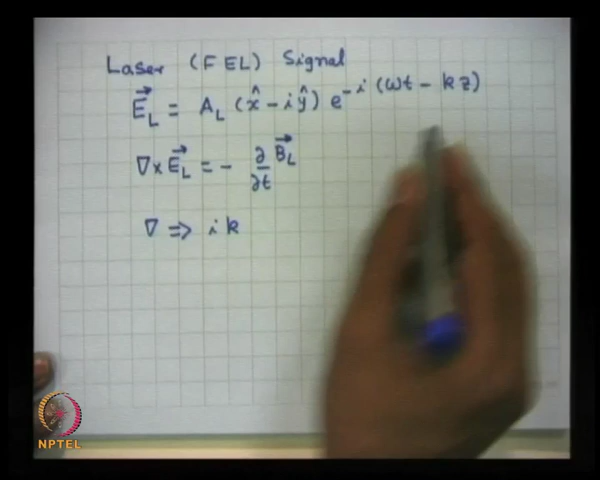 Laser (FEL) Signal
E⃗_L = A_L (x̂ - iŷ) e^{-i(ωt - kz)}
∇×E⃗_L = - ∂/∂t B⃗_L
∇ => ik
NPTEL